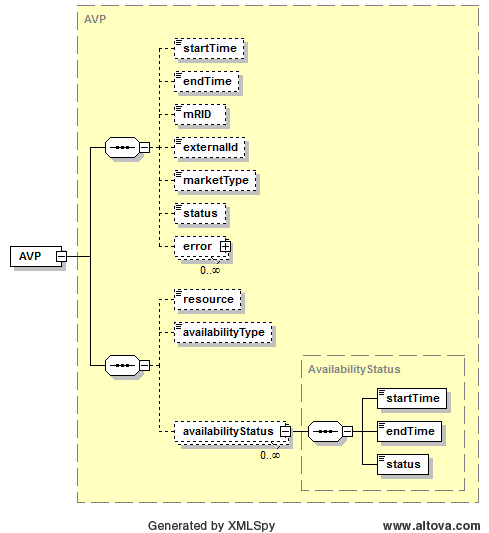 AVP
startTime
endTime
mRID
externalId
marketType
status
error
0..∞
AVP
resource
availabilityType
AvailabilityStatus
startTime
availabilityStatus
endTime
0..∞
status
Generated by XMLSpy
www.altova.com